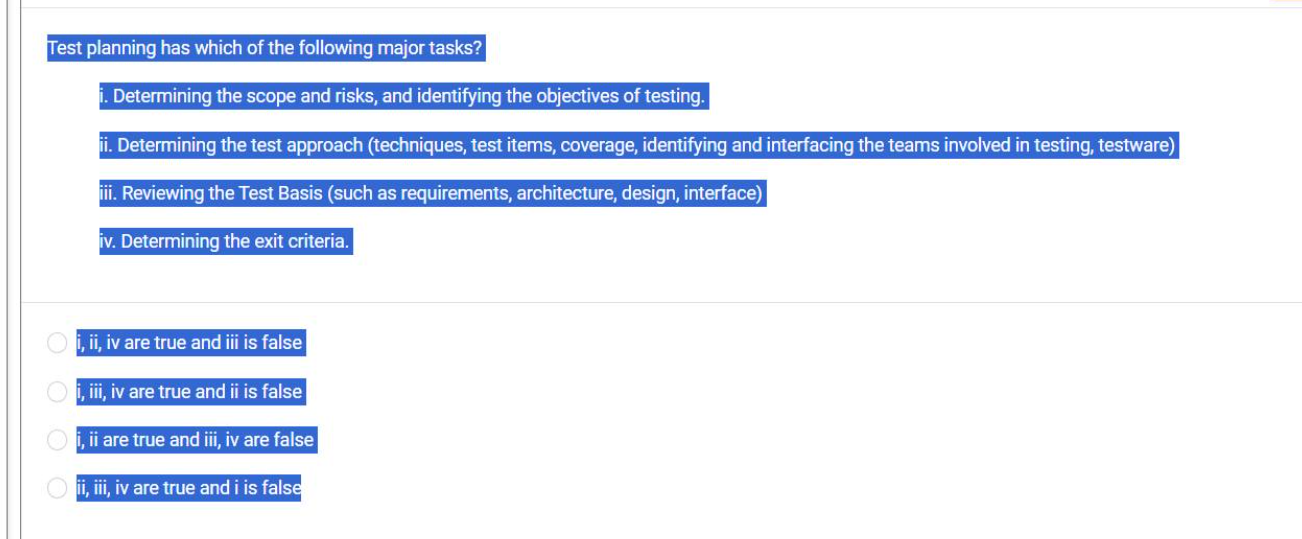 Test planning has which of the following major tasks?
i. Determining the scope and risks, and identifying the objectives of testing.
ii. Determining the test approach (techniques, test items, coverage, identifying and interfacing the teams involved in testing, testware)
iii. Reviewing the Test Basis (such as requirements, architecture, design, interface)
iv. Determining the exit criteria.
i, ii, iv are true and iii is false
i, iii, iv are true and ii is false
i, ii are true and iii, iv are false
ii, iii, iv are true and i is false